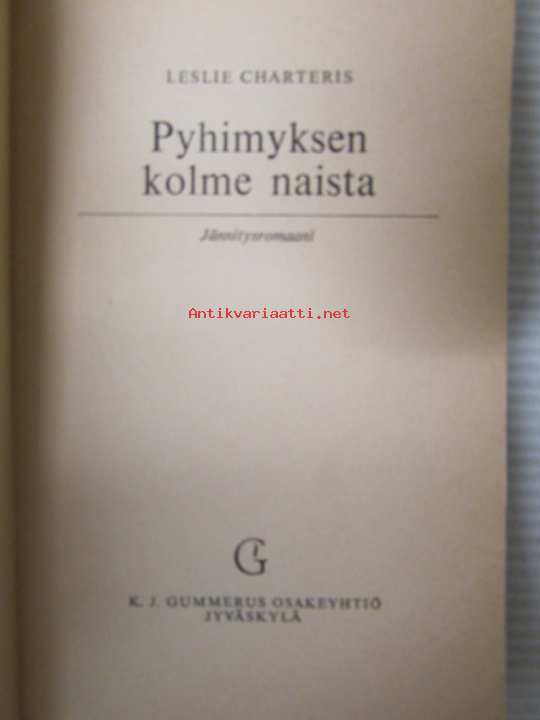 LESLIE CHARTERIS
Pyhimyksen
kolme naista
Jännitysromaani
Antikvariaatti.net
G
K. J. GUMMERUS OSAKEYHTIÖ
JYVÄSKYLÄ